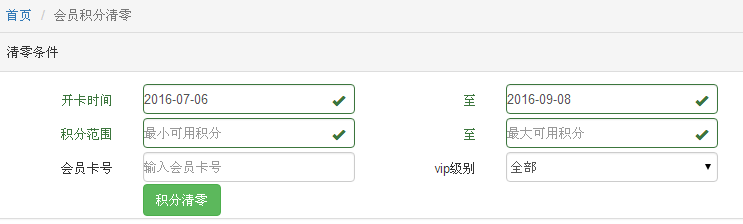 首页 / 会员积分清零
清零条件
开卡时间 2016-07-06 至 2016-09-08
积分范围 最小可用积分 至 最大可用积分
会员卡号 输入会员卡号 vip级别 全部
积分清零